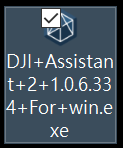 DJI+Assistan
t+2+1.0.6.33
4+For+win.e
xe